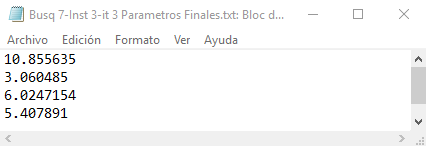 Busq 7-Inst 3-it 3 Parametros Finales.txt: Bloc d...
Archivo Edición Formato Ver Ayuda
10.855635
3.060485
6.0247154
5.407891